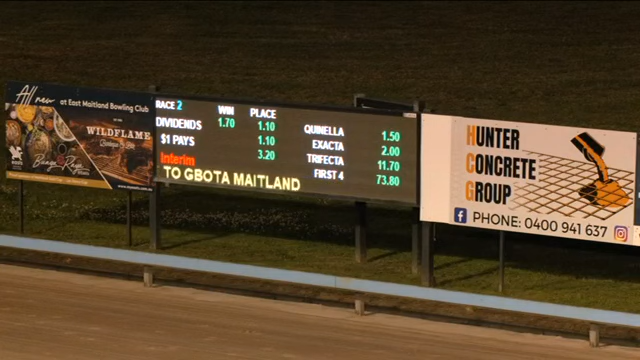 All new
at East Maitland Bowling Club
WILDFLAME
RACE 2
WIN PLACE
DIVIDENDS 1.70 1.10
$1 PAYS 1.10
Interim 3.20
QUINELLA 1.50
EXACTA 2.00
TRIFECTA 11.70
FIRST 4 73.80
TO GBOTA MAITLAND
HUNTER
CONCRETE
GROUP
PHONE: 0400 941 637